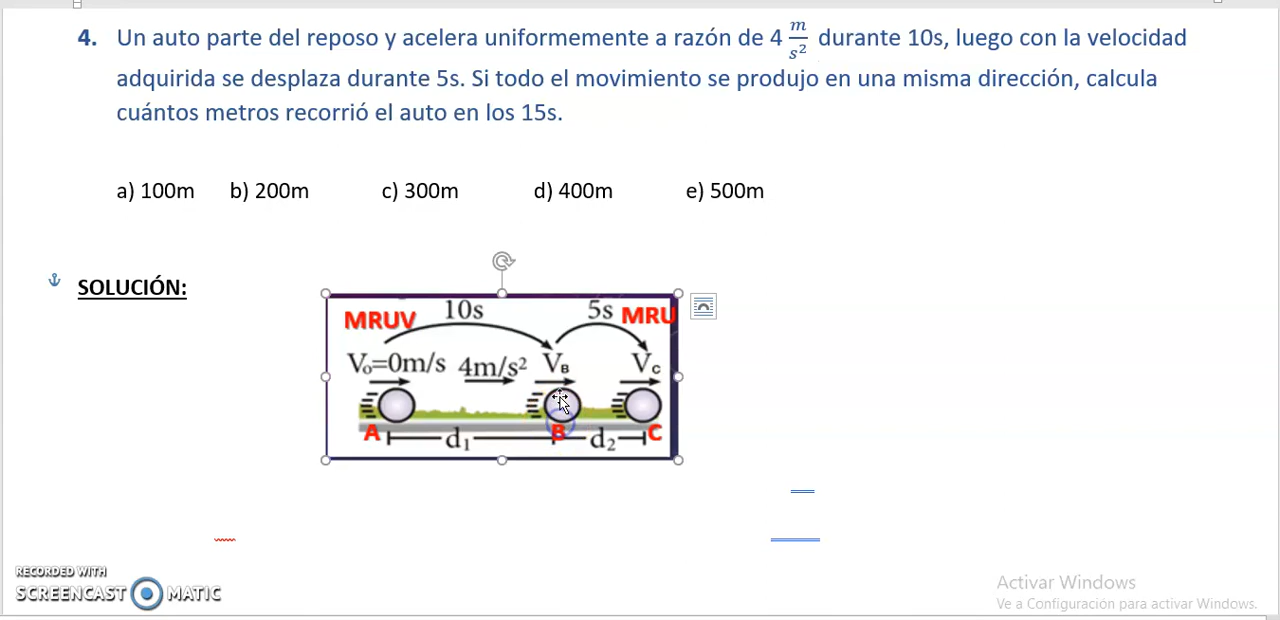 4. Un auto parte del reposo y acelera uniformemente a razón de 4 m/s² durante 10s, luego con la velocidad
adquirida se desplaza durante 5s. Si todo el movimiento se produjo en una misma dirección, calcula
cuántos metros recorrió el auto en los 15s.
a) 100m b) 200m c) 300m d) 400m e) 500m
SOLUCIÓN:
MRUV 10s 5s MRU
V₀=0m/s 4m/s² V_B V_C
A d₁ B d₂ C
RECORDED WITH
SCREENCAST MATIC
Activar Windows
Ve a Configuración para activar Windows.